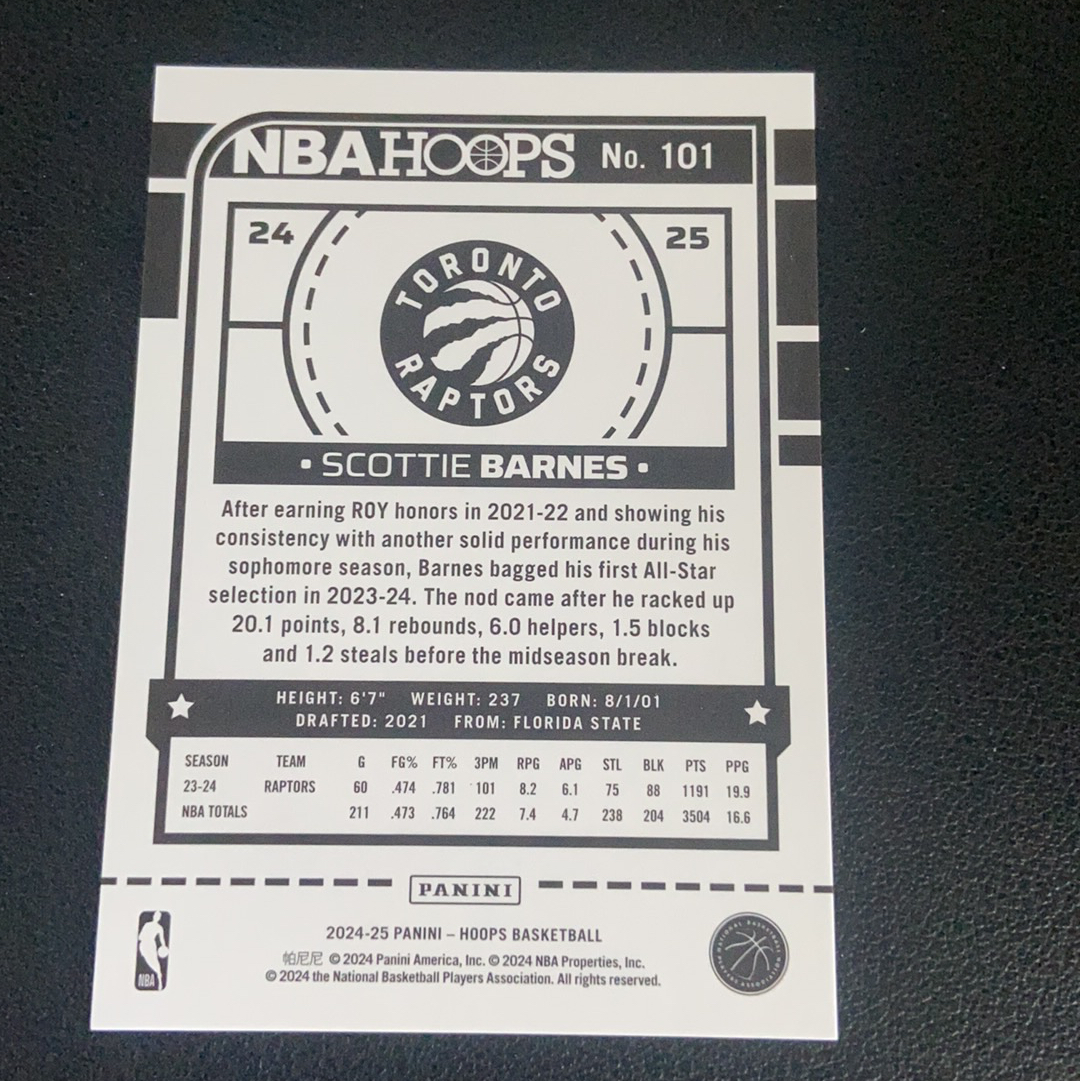 NBA HOOPS No. 101
24 25
TORONTO
RAPTORS
• SCOTTIE BARNES •
After earning ROY honors in 2021-22 and showing his
consistency with another solid performance during his
sophomore season, Barnes bagged his first All-Star
selection in 2023-24. The nod came after he racked up
20.1 points, 8.1 rebounds, 6.0 helpers, 1.5 blocks
and 1.2 steals before the midseason break.
HEIGHT: 6'7" WEIGHT: 237 BORN: 8/1/01
DRAFTED: 2021 FROM: FLORIDA STATE
SEASON TEAM G FG% FT% 3PM RPG APG STL BLK PTS PPG
23-24 RAPTORS 60 .474 .781 101 8.2 6.1 75 88 1191 19.9
NBA TOTALS 211 .473 .764 222 7.4 4.7 238 204 3504 16.6
PANINI
2024-25 PANINI – HOOPS BASKETBALL
帕尼尼 © 2024 Panini America, Inc. © 2024 NBA Properties, Inc.
© 2024 the National Basketball Players Association. All rights reserved.
NBA
NATIONAL BASKETBALL
PLAYERS ASSOCIATION